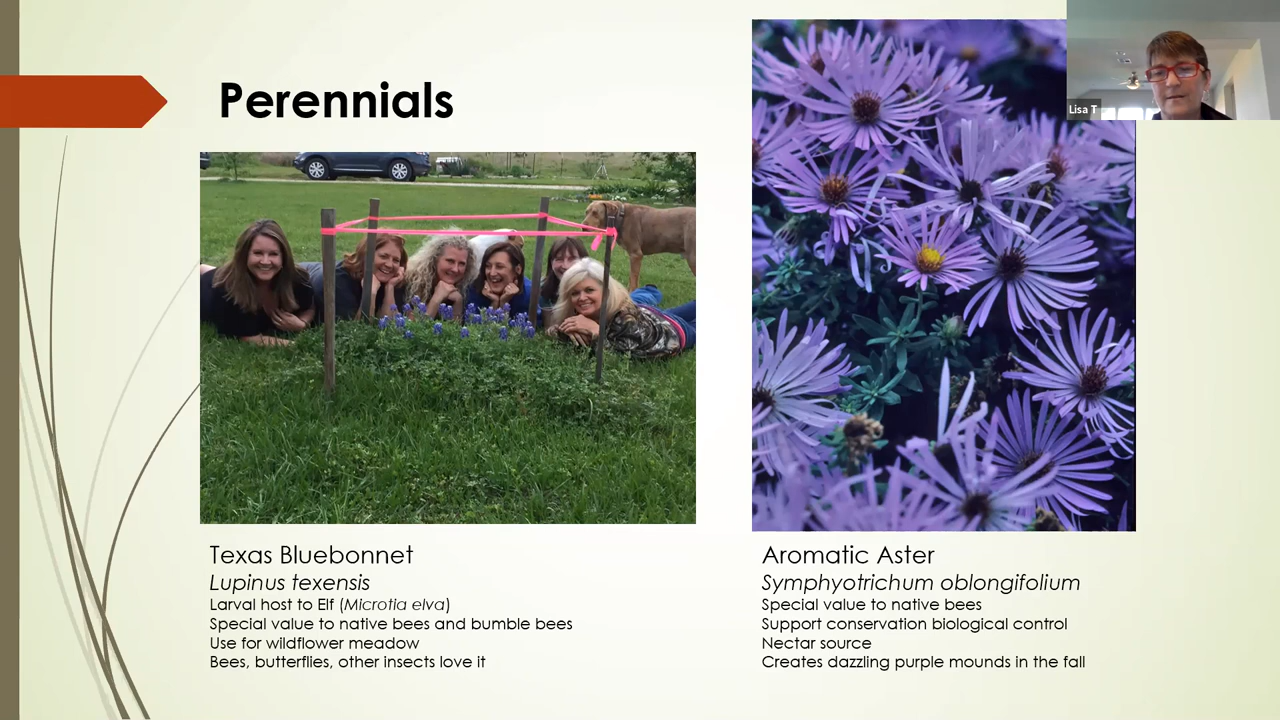 Perennials
Lisa T
Texas Bluebonnet
Lupinus texensis
Larval host to Elf (Microtia elva)
Special value to native bees and bumble bees
Use for wildflower meadow
Bees, butterflies, other insects love it
Aromatic Aster
Symphyotrichum oblongifolium
Special value to native bees
Support conservation biological control
Nectar source
Creates dazzling purple mounds in the fall